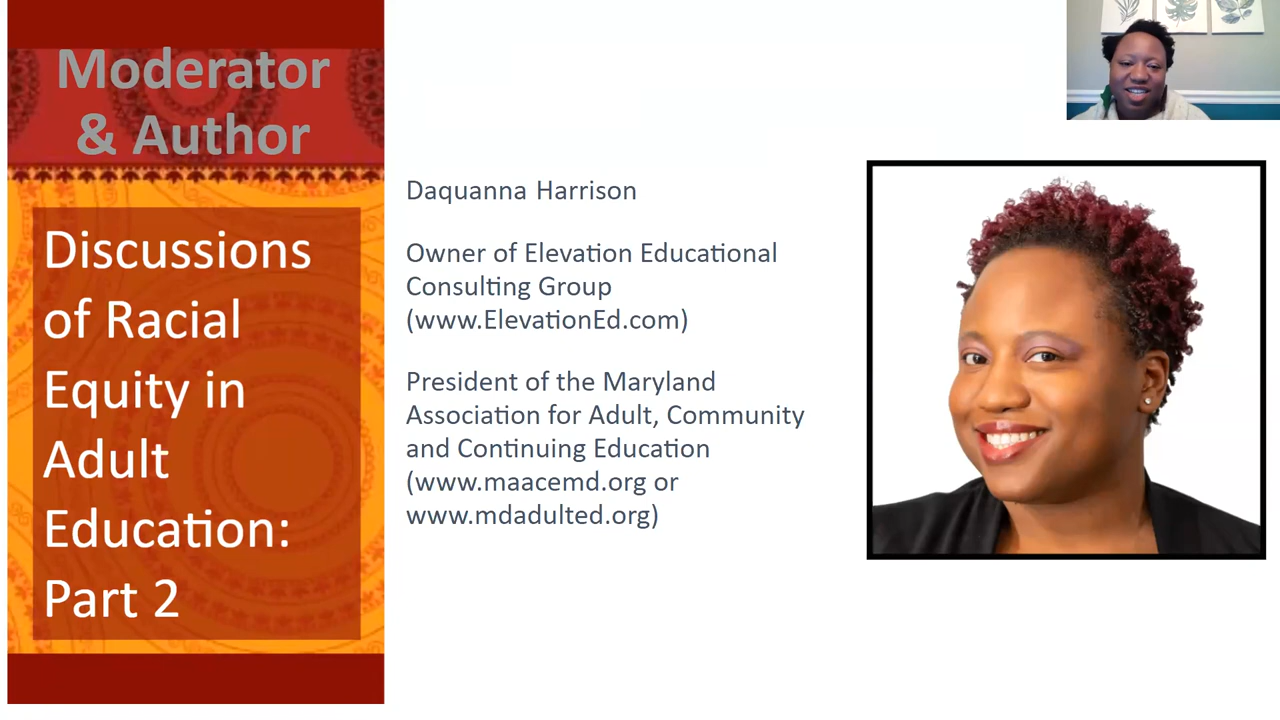 Moderator
& Author
Discussions
of Racial
Equity in
Adult
Education:
Part 2
Daquanna Harrison
Owner of Elevation Educational
Consulting Group
(www.ElevationEd.com)
President of the Maryland
Association for Adult, Community
and Continuing Education
(www.maacemd.org or
www.mdadulted.org)